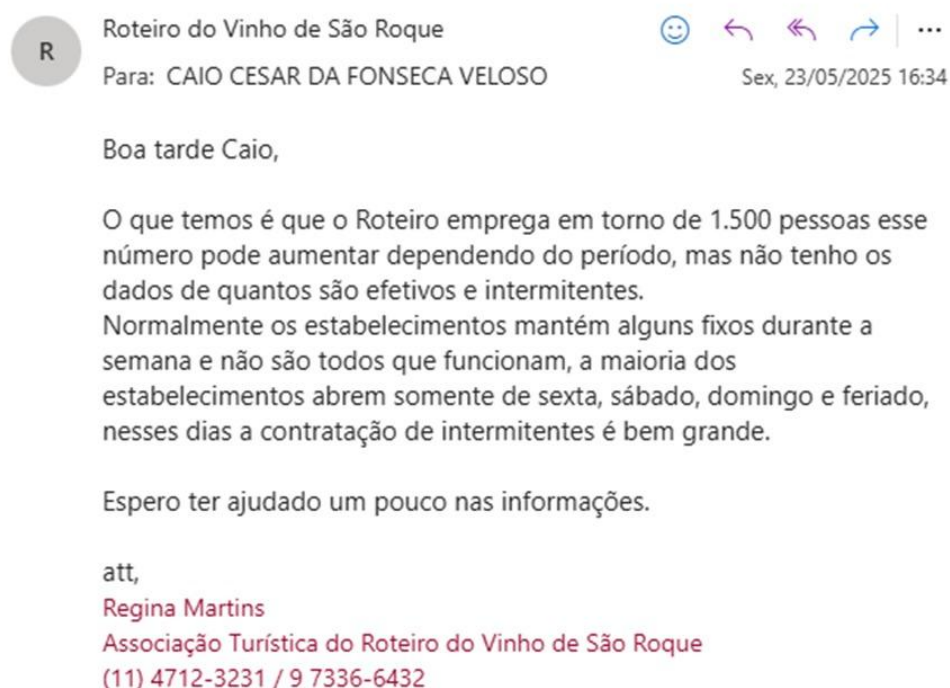 R
Roteiro do Vinho de São Roque
Para: CAIO CESAR DA FONSECA VELOSO
Sex, 23/05/2025 16:34
Boa tarde Caio,
O que temos é que o Roteiro emprega em torno de 1.500 pessoas esse
número pode aumentar dependendo do período, mas não tenho os
dados de quantos são efetivos e intermitentes.
Normalmente os estabelecimentos mantém alguns fixos durante a
semana e não são todos que funcionam, a maioria dos
estabelecimentos abrem somente de sexta, sábado, domingo e feriado,
nesses dias a contratação de intermitentes é bem grande.
Espero ter ajudado um pouco nas informações.
att,
Regina Martins
Associação Turística do Roteiro do Vinho de São Roque
(11) 4712-3231 / 9 7336-6432